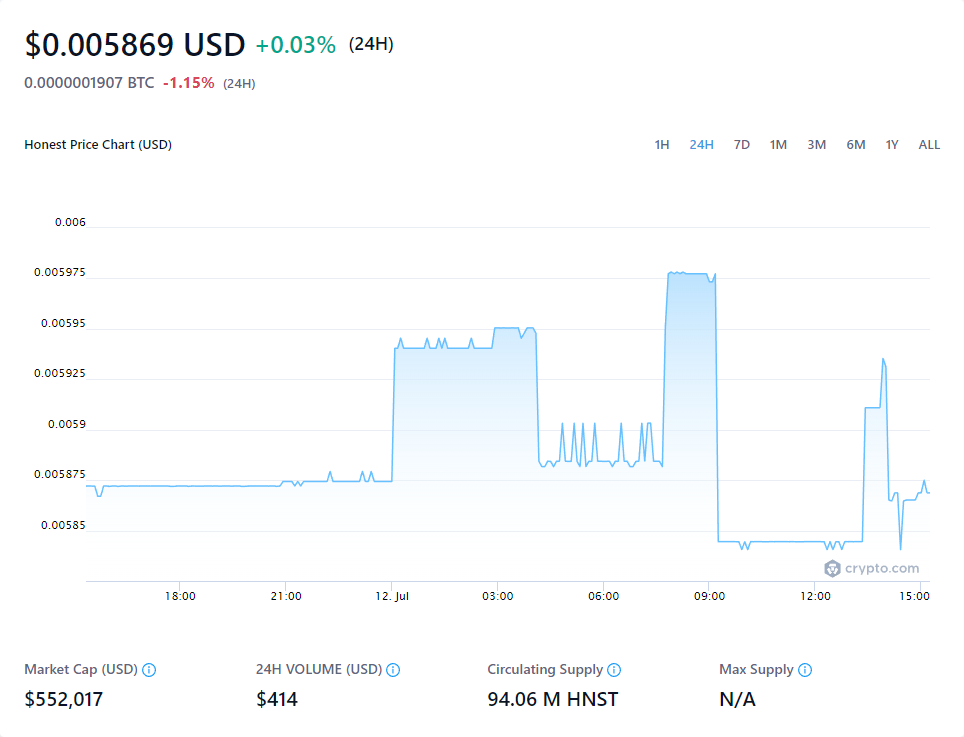 $0.005869 USD +0.03% (24H)
0.0000001907 BTC -1.15% (24H)
Honest Price Chart (USD) 1H 24H 7D 1M 3M 6M 1Y ALL
0.006
0.005975
0.00595
0.005925
0.0059
0.005875
0.00585
crypto.com
18:00 21:00 12. Jul 03:00 06:00 09:00 12:00 15:00
Market Cap (USD) 24H VOLUME (USD) Circulating Supply Max Supply
$552,017 $414 94.06 M HNST N/A